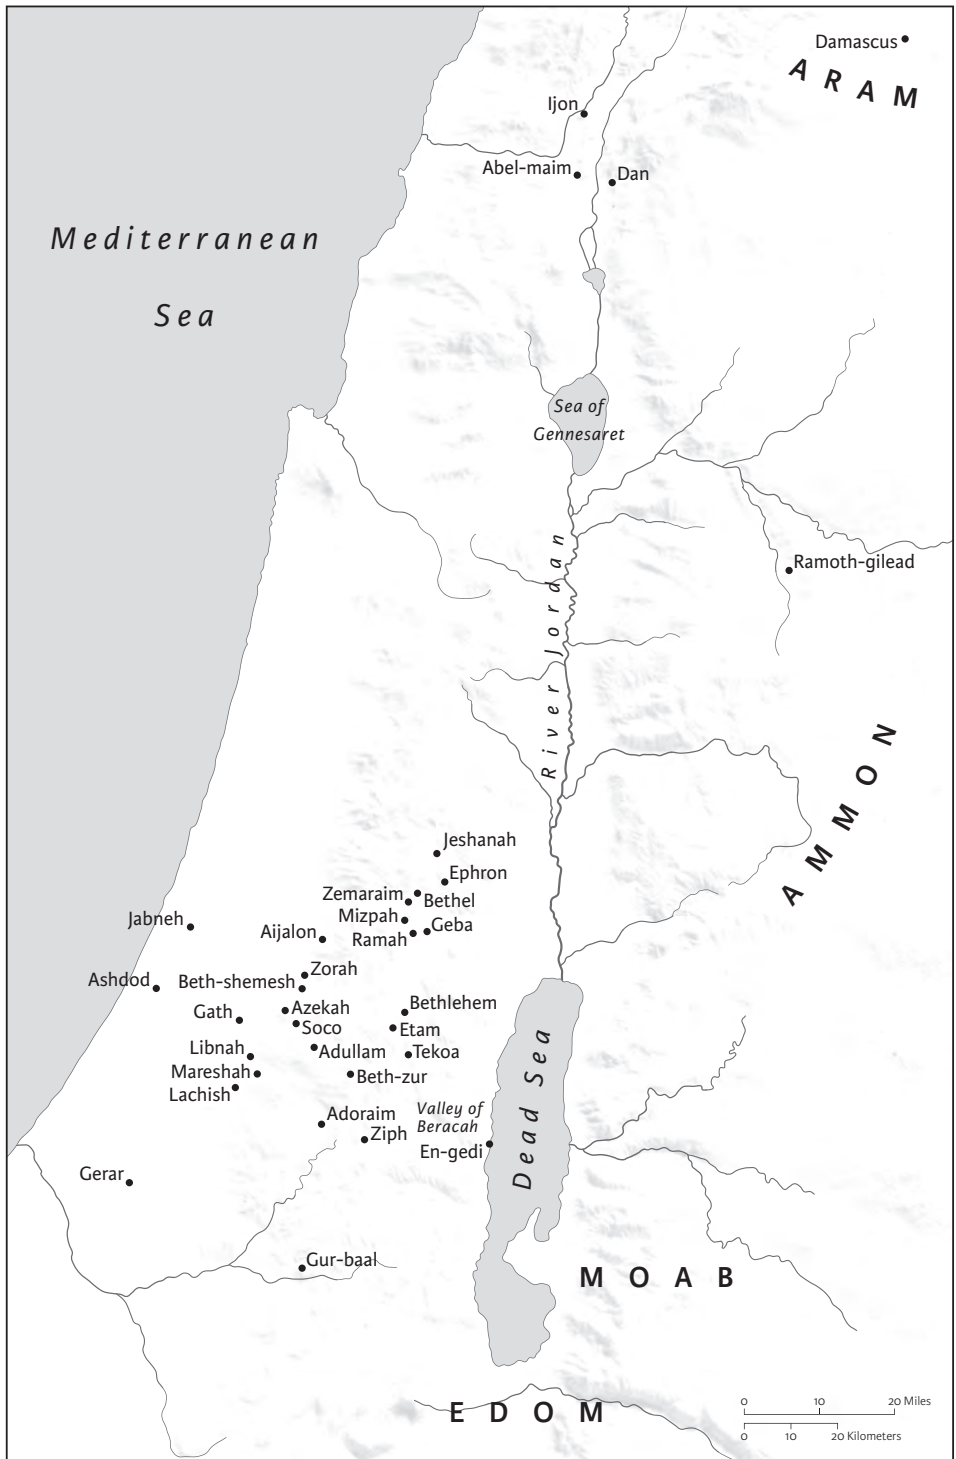 Damascus
ARAM
Ijon
Abel-maim
Dan
Mediterranean
Sea
Sea of
Gennesaret
River Jordan
Ramoth-gilead
AMMON
Jeshanah
Ephron
Zemaraim
Bethel
Mizpah
Geba
Ramah
Jabneh
Aijalon
Zorah
Ashdod
Beth-shemesh
Azekah
Bethlehem
Gath
Soco
Etam
Libnah
Adullam
Tekoa
Mareshah
Beth-zur
Lachish
Valley of
Beracah
Adoraim
Ziph
En-gedi
Dead Sea
Gerar
Gur-baal
MOAB
EDOM
0 10 20 Miles
0 10 20 Kilometers